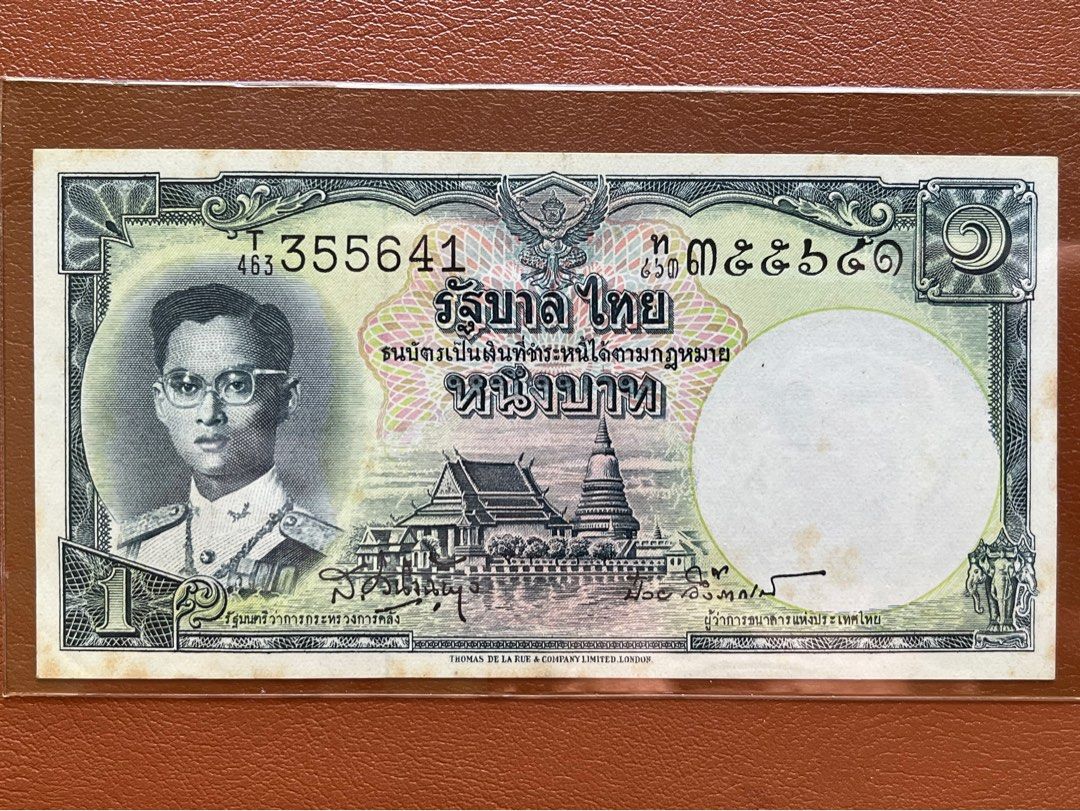 T
463 355641
ท
๔๖๓ ๓๕๕๖๔๑
๑
รัฐบาลไทย
ธนบัตรเป็นเงินที่ชำระหนี้ได้ตามกฎหมาย
หนึ่งบาท
1
รัฐมนตรีว่าการกระทรวงการคลัง
ผู้ว่าการธนาคารแห่งประเทศไทย
THOMAS DE LA RUE & COMPANY LIMITED, LONDON.